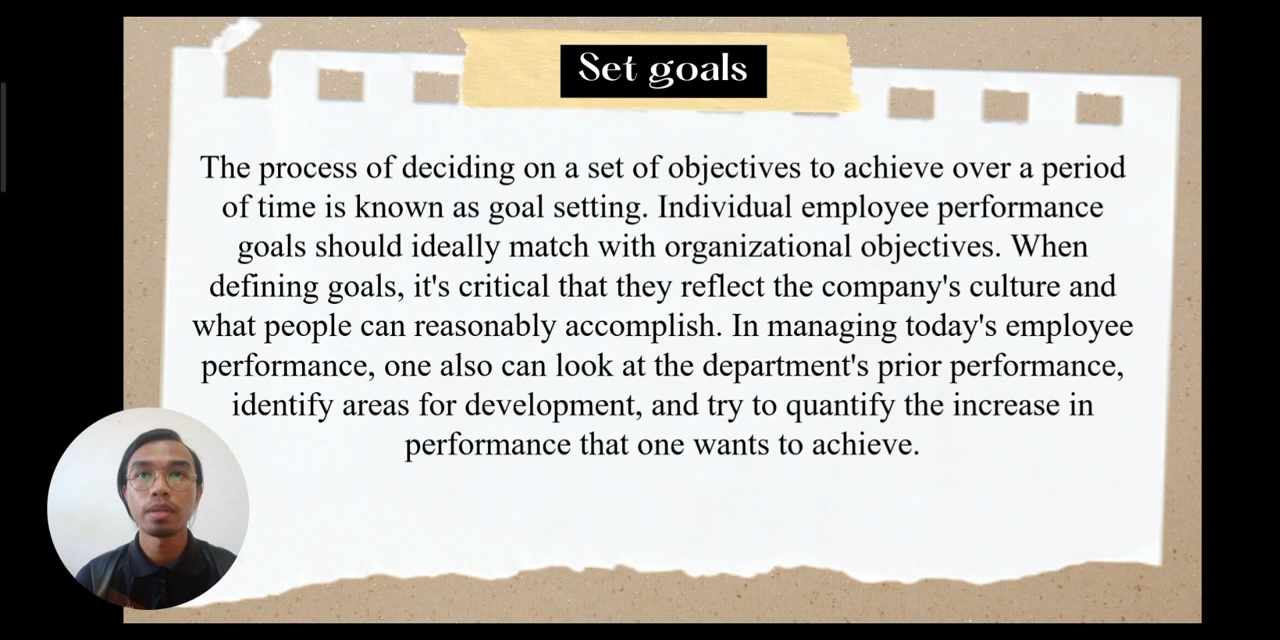 Set goals
The process of deciding on a set of objectives to achieve over a period
of time is known as goal setting. Individual employee performance
goals should ideally match with organizational objectives. When
defining goals, it's critical that they reflect the company's culture and
what people can reasonably accomplish. In managing today's employee
performance, one also can look at the department's prior performance,
identify areas for development, and try to quantify the increase in
performance that one wants to achieve.